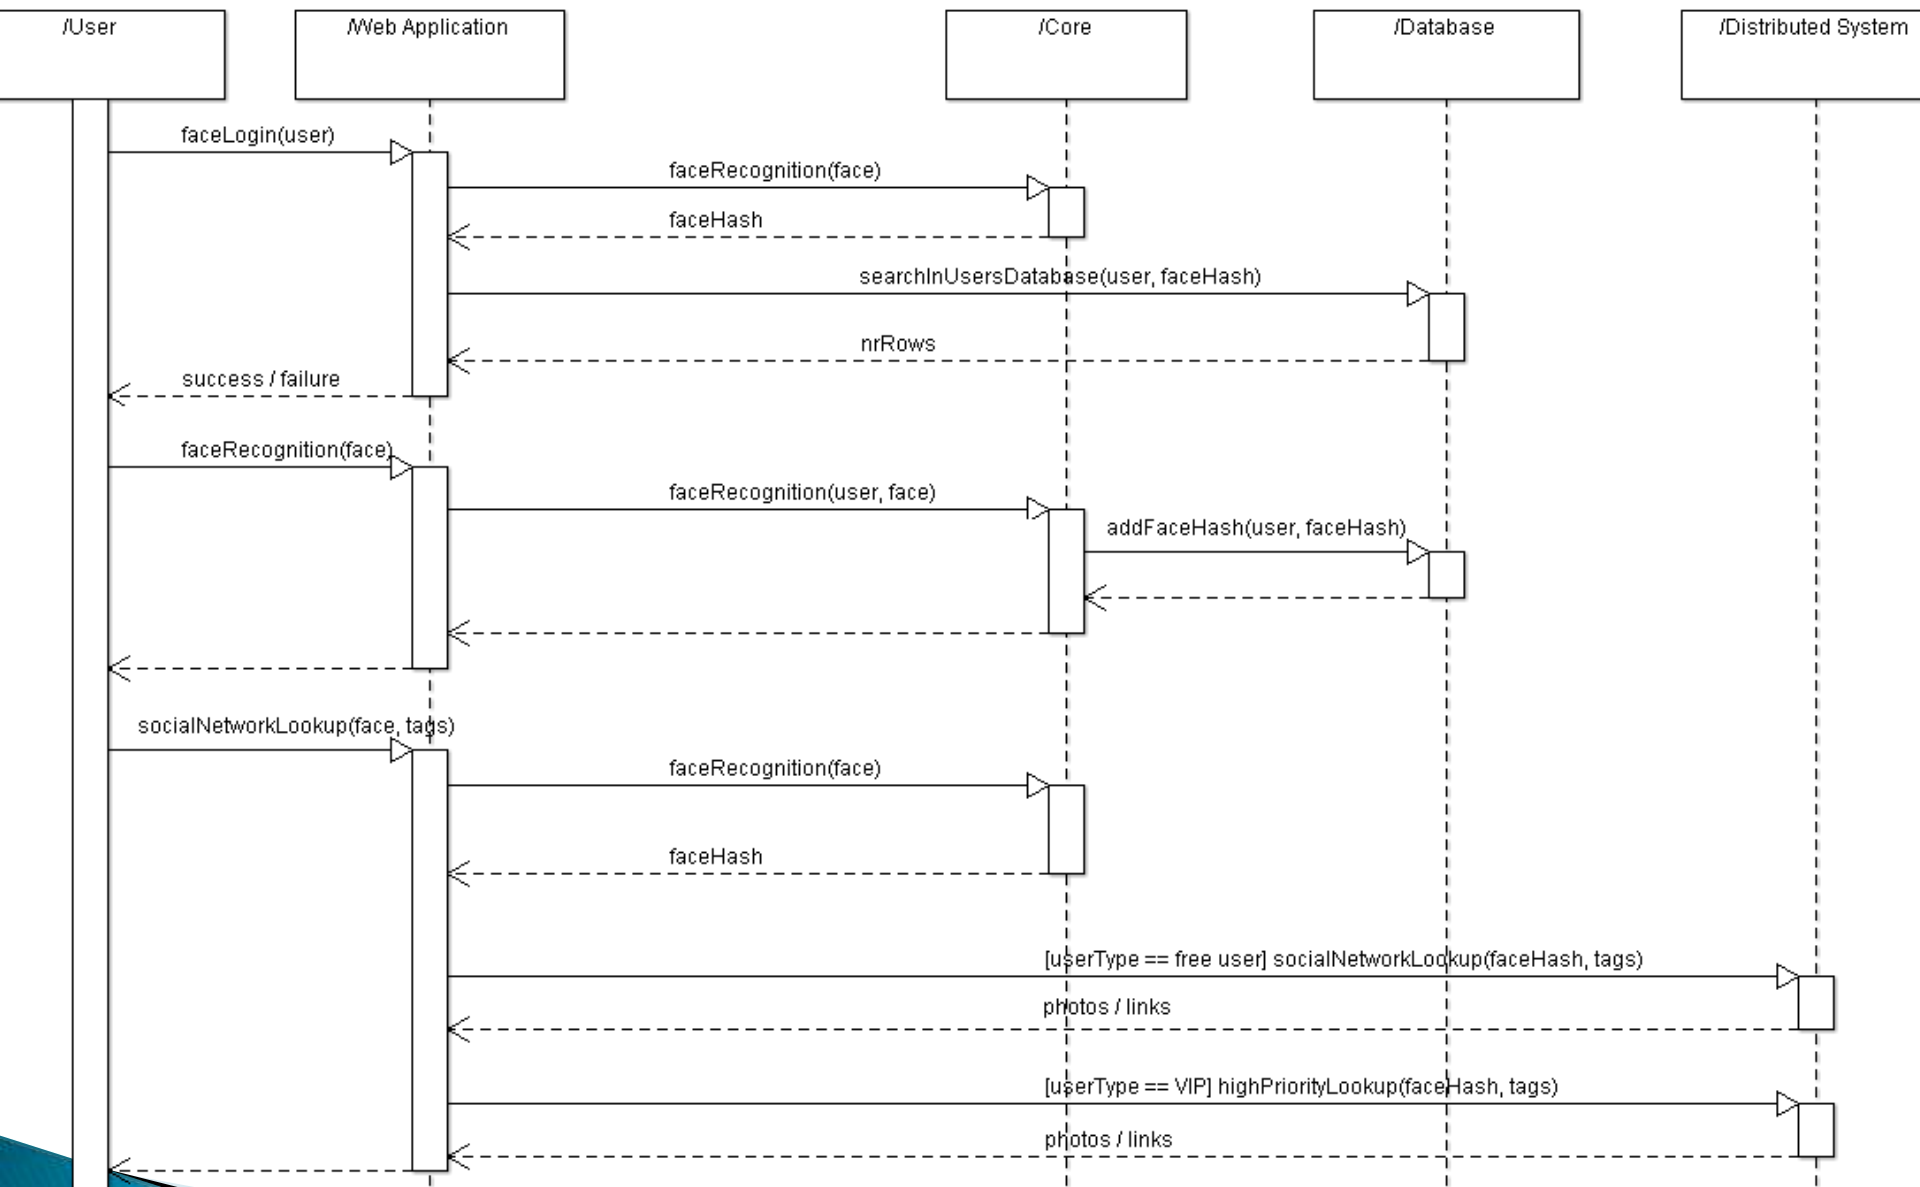 /User
/Web Application
/Core
/Database
/Distributed System
faceLogin(user)
faceRecognition(face)
faceHash
searchInUsersDatabase(user, faceHash)
nrRows
success / failure
faceRecognition(face)
faceRecognition(user, face)
addFaceHash(user, faceHash)
socialNetworkLookup(face, tags)
faceRecognition(face)
faceHash
[userType == free user] socialNetworkLookup(faceHash, tags)
photos / links
[userType == VIP] highPriorityLookup(faceHash, tags)
photos / links